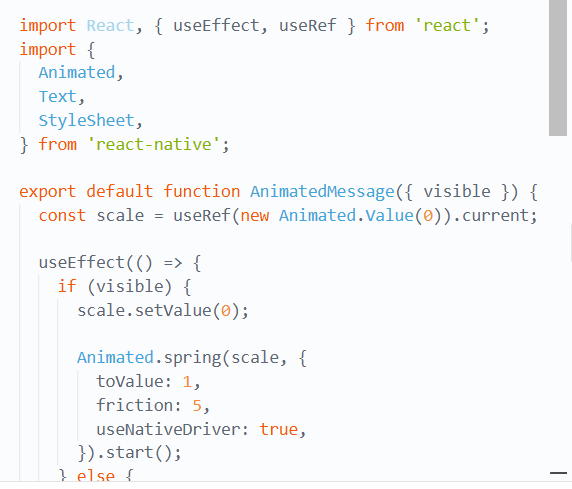 import React, { useEffect, useRef } from 'react';
import {
  Animated,
  Text,
  StyleSheet,
} from 'react-native';

export default function AnimatedMessage({ visible }) {
  const scale = useRef(new Animated.Value(0)).current;

  useEffect(() => {
    if (visible) {
      scale.setValue(0);

      Animated.spring(scale, {
        toValue: 1,
        friction: 5,
        useNativeDriver: true,
      }).start();
    } else {